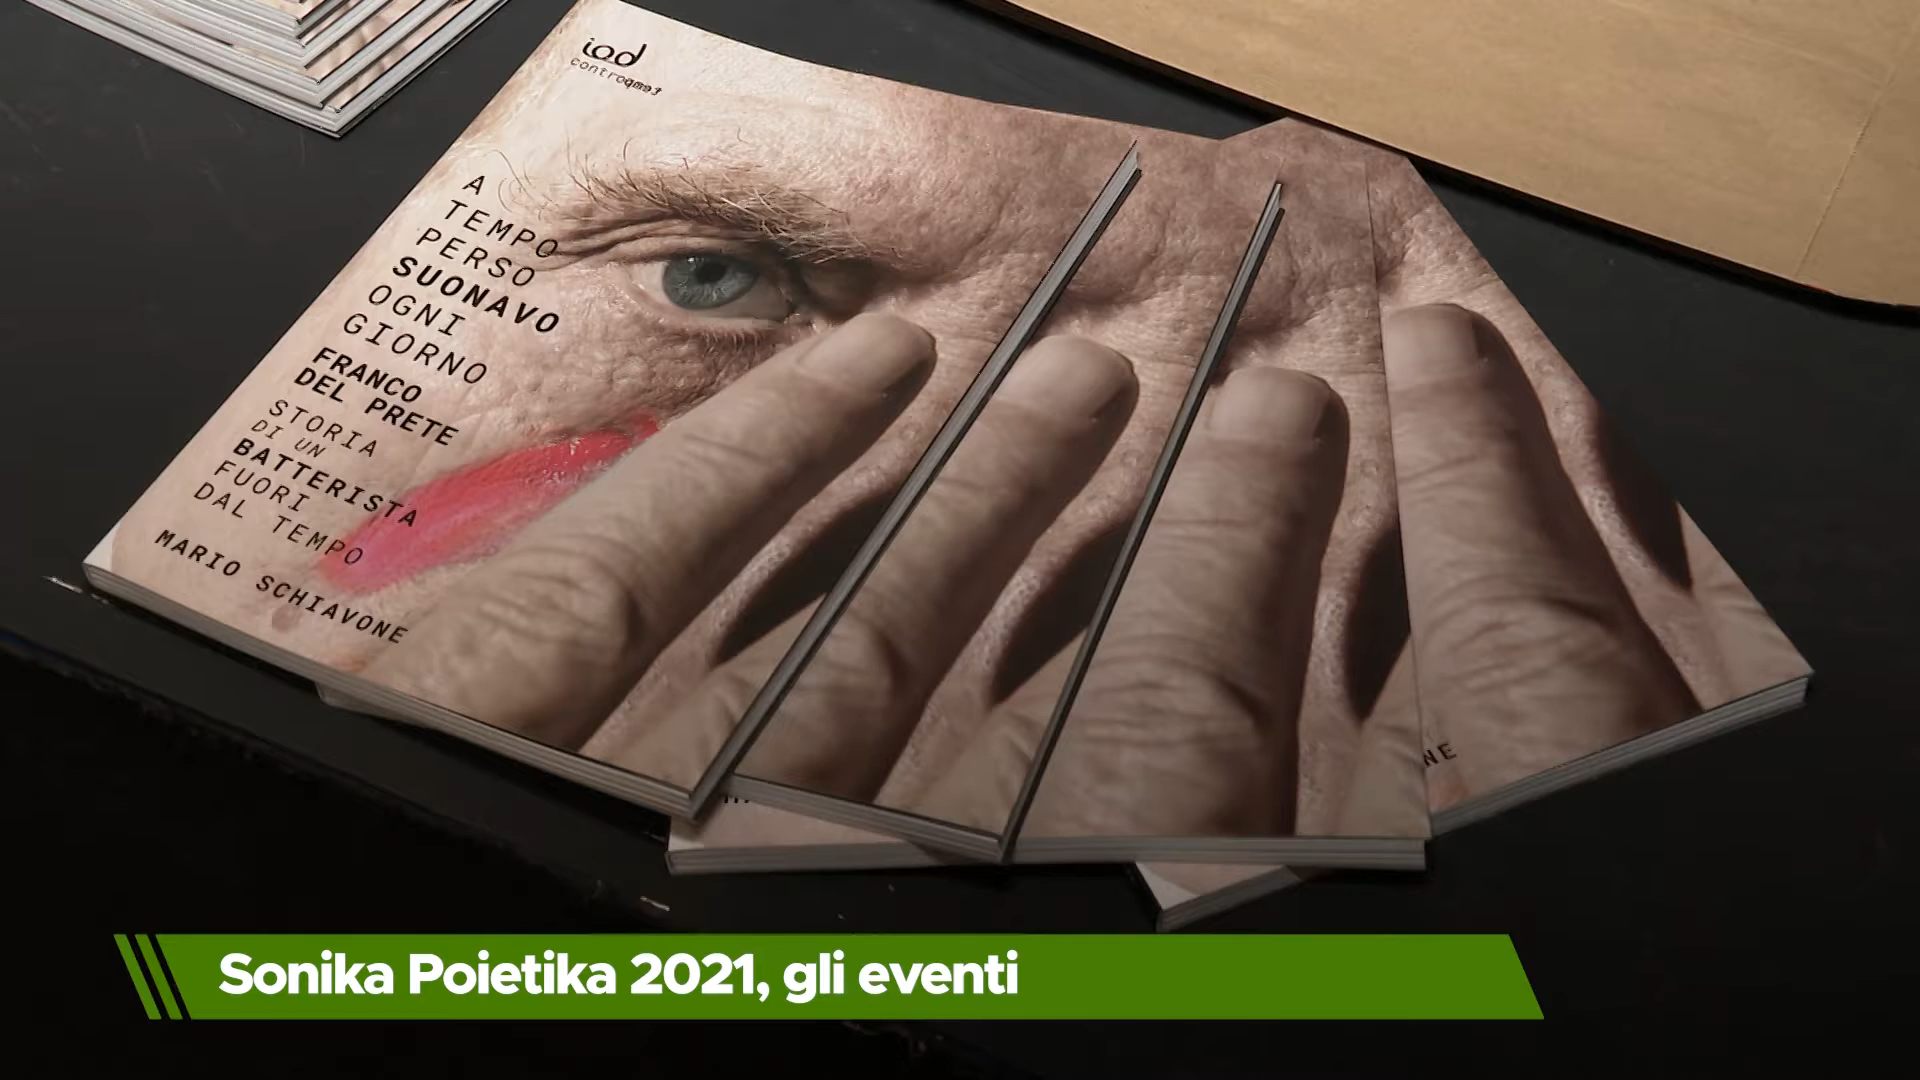 iod
A
TEMPO
PERSO
SUONAVO
OGNI
GIORNO
FRANCO
DEL PRETE
STORIA
DI UN
BATTERISTA
FUORI
DAL TEMPO
MARIO SCHIAVONE
NE
Sonika Poietika 2021, gli eventi